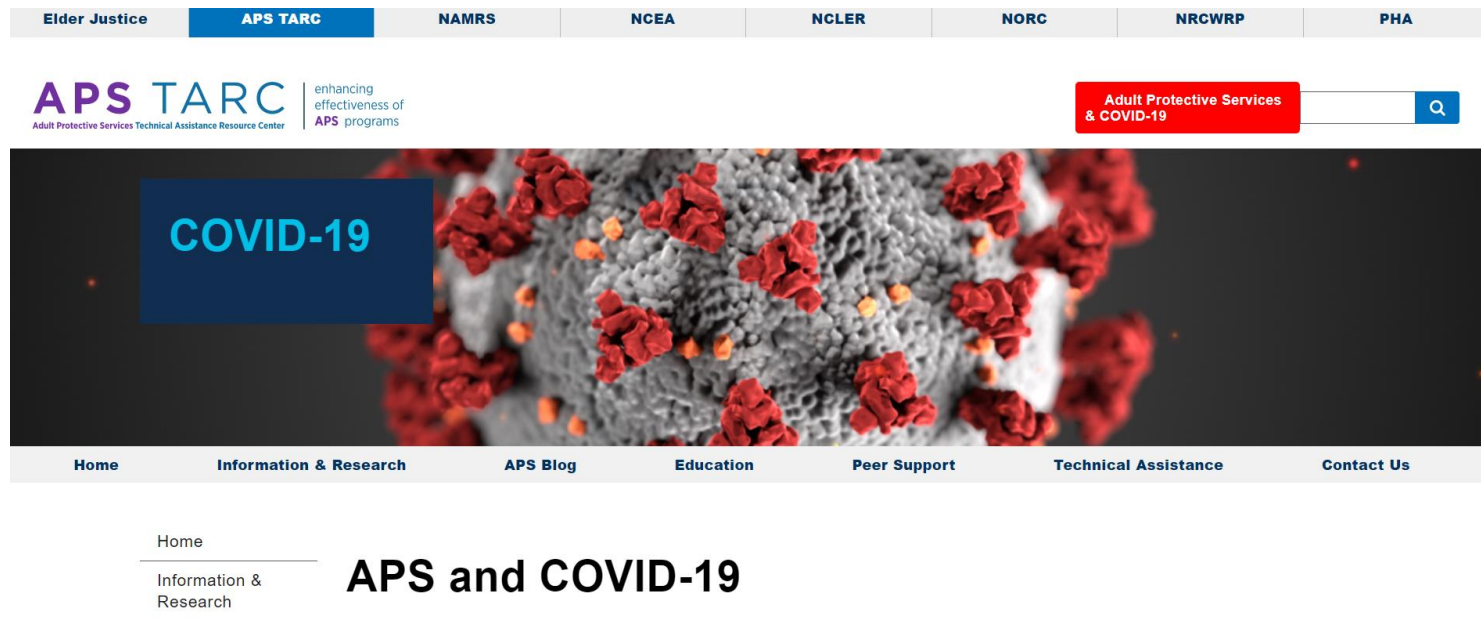 Elder Justice APS TARC NAMRS NCEA NCLER NORC NRCWRP PHA
APS TARC
Adult Protective Services Technical Assistance Resource Center
enhancing
effectiveness of
APS programs
Adult Protective Services
& COVID-19
COVID-19
Home Information & Research APS Blog Education Peer Support Technical Assistance Contact Us
Home
Information &
Research
APS and COVID-19